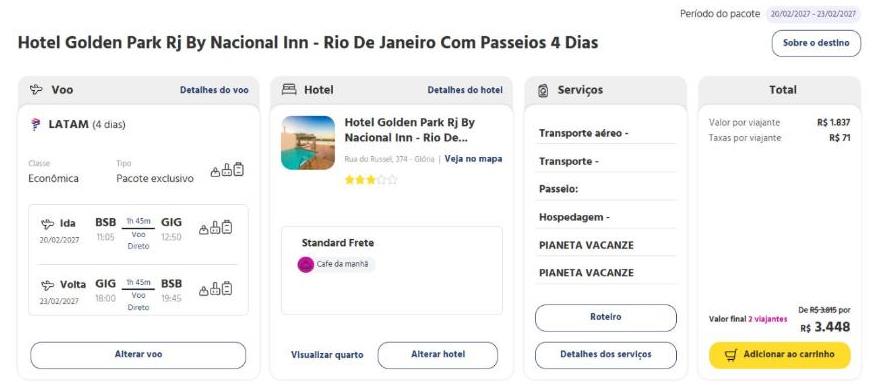 Período do pacote 20/02/2027 - 23/02/2027
Hotel Golden Park Rj By Nacional Inn - Rio De Janeiro Com Passeios 4 Dias
Sobre o destino
Voo
Detalhes do voo
LATAM (4 dias)
Classe
Econômica
Tipo
Pacote exclusivo
Ida
20/02/2027
BSB
11:05
1h 45m
Voo
Direto
GIG
12:50
Volta
23/02/2027
GIG
18:00
1h 45m
Voo
Direto
BSB
19:45
Alterar voo
Hotel
Detalhes do hotel
Hotel Golden Park Rj By
Nacional Inn - Rio De...
Rua do Russel, 374 - Glória | Veja no mapa
Standard Frete
Cafe da manhã
Visualizar quarto
Alterar hotel
Serviços
Transporte aéreo -
Transporte -
Passeio:
Hospedagem -
PIANETA VACANZE
PIANETA VACANZE
Roteiro
Detalhes dos serviços
Total
Valor por viajante R$ 1.837
Taxas por viajante R$ 71
Valor final 2 viajantes
De R$ 3.815 por
R$ 3.448
Adicionar ao carrinho